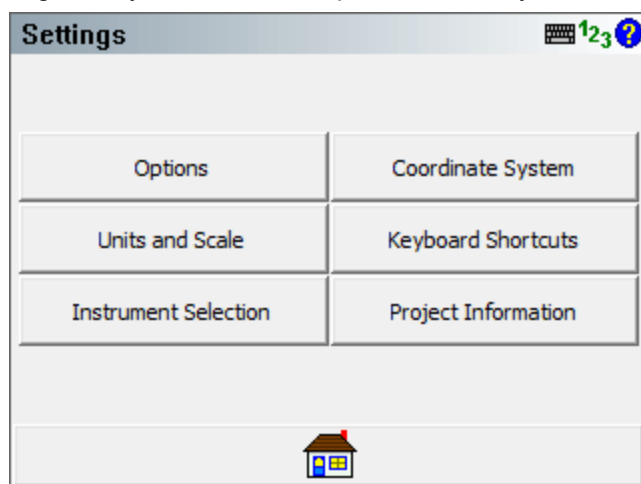 Settings 123 ?
Options Coordinate System
Units and Scale Keyboard Shortcuts
Instrument Selection Project Information